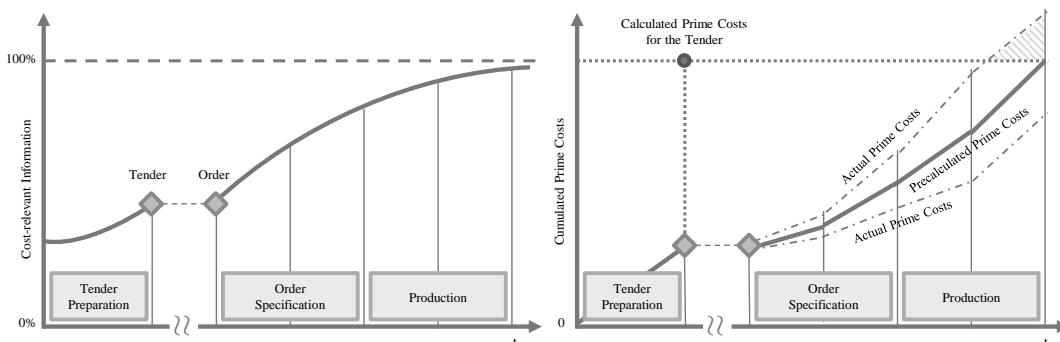 100%
Cost-relevant Information
Tender
Order
Tender
Preparation
Order
Specification
Production
0%
Calculated Prime Costs
for the Tender
Cumulated Prime Costs
Actual Prime Costs
Precalculated Prime Costs
Actual Prime Costs
Tender
Preparation
Order
Specification
Production
0